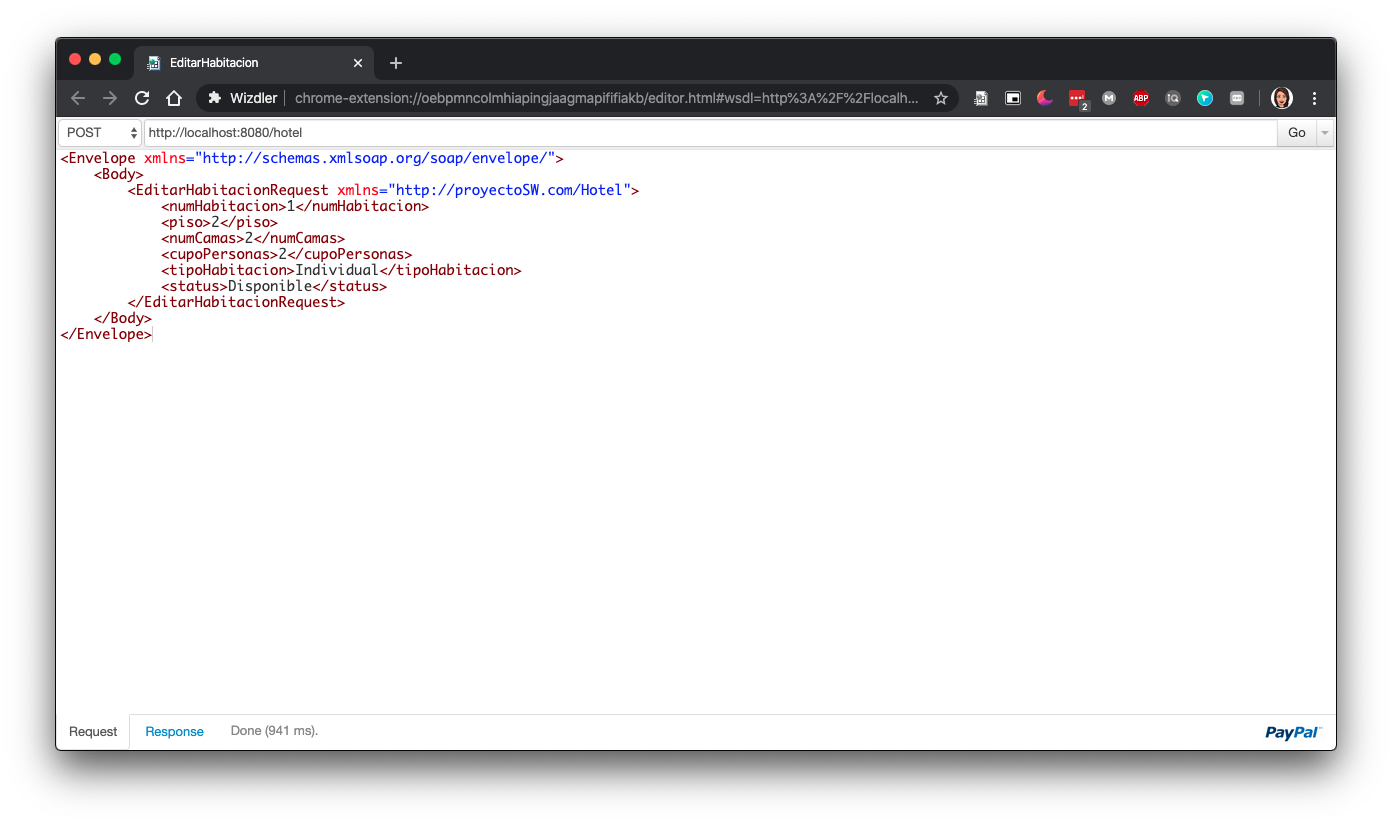 EditarHabitacion
Wizdler chrome-extension://oebpmncolmhiapingjaagmapififiakb/editor.html#wsdl=http%3A%2F%2Flocalh...
2 M ABP IQ
POST http://localhost:8080/hotel Go
<Envelope xmlns="http://schemas.xmlsoap.org/soap/envelope/">
<Body>
<EditarHabitacionRequest xmlns="http://proyectoSW.com/Hotel">
<numHabitacion>1</numHabitacion>
<piso>2</piso>
<numCamas>2</numCamas>
<cupoPersonas>2</cupoPersonas>
<tipoHabitacion>Individual</tipoHabitacion>
<status>Disponible</status>
</EditarHabitacionRequest>
</Body>
</Envelope>
Request Response Done (941 ms). PayPal